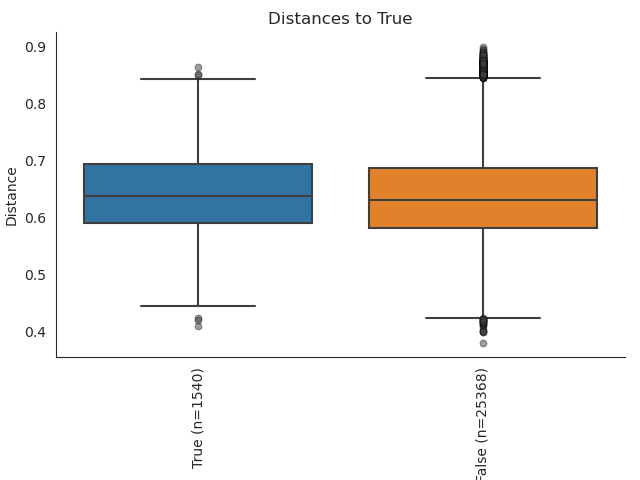 Distances to True
0.9
0.8
0.7
0.6
0.5
0.4
Distance
True (n=1540)
False (n=25368)